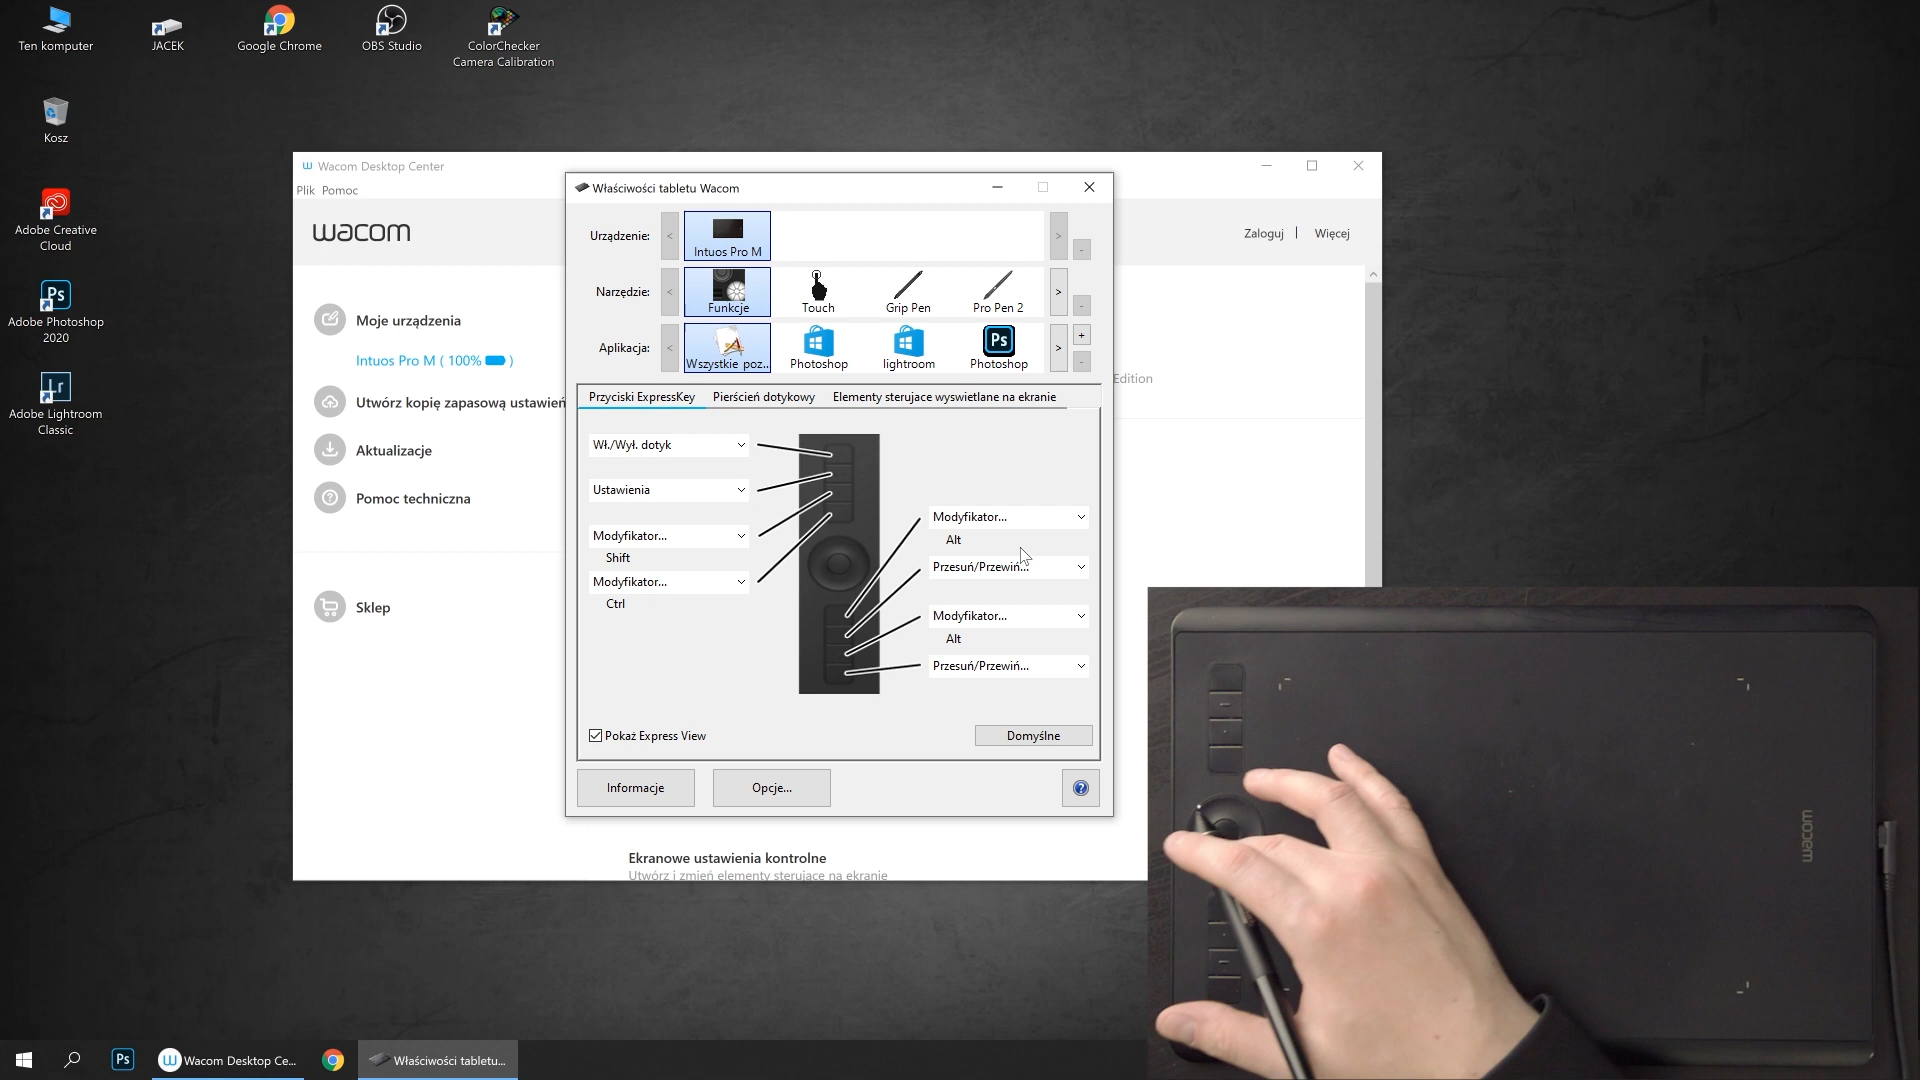 Ten komputer
JACEK
Google Chrome
OBS Studio
ColorChecker
Camera Calibration
Kosz
Adobe Creative
Cloud
Ps
Adobe Photoshop
2020
Lr
Adobe Lightroom
Classic
Wacom Desktop Center
Plik Pomoc
wacom
Zaloguj | Więcej
Moje urządzenia
Intuos Pro M ( 100% )
Utwórz kopię zapasową ustawień
Aktualizacje
Pomoc techniczna
Sklep
Edition
Ekranowe ustawienia kontrolne
Utwórz i zmień elementy sterujące na ekranie
Właściwości tabletu Wacom
Urządzenie:
Intuos Pro M
Narzędzie:
Funkcje
Touch
Grip Pen
Pro Pen 2
Aplikacja:
Wszystkie poz..
Photoshop
lightroom
Ps
Photoshop
Przyciski ExpressKey
Pierścień dotykowy
Elementy sterujace wyswietlane na ekranie
Wł./Wył. dotyk
Ustawienia
Modyfikator...
Shift
Modyfikator...
Ctrl
Modyfikator...
Alt
Przesuń/Przewiń...
Modyfikator...
Alt
Przesuń/Przewiń...
Pokaż Express View
Domyślne
Informacje
Opcje...
?
wacom
Ps
Wacom Desktop Ce...
Właściwości tabletu...